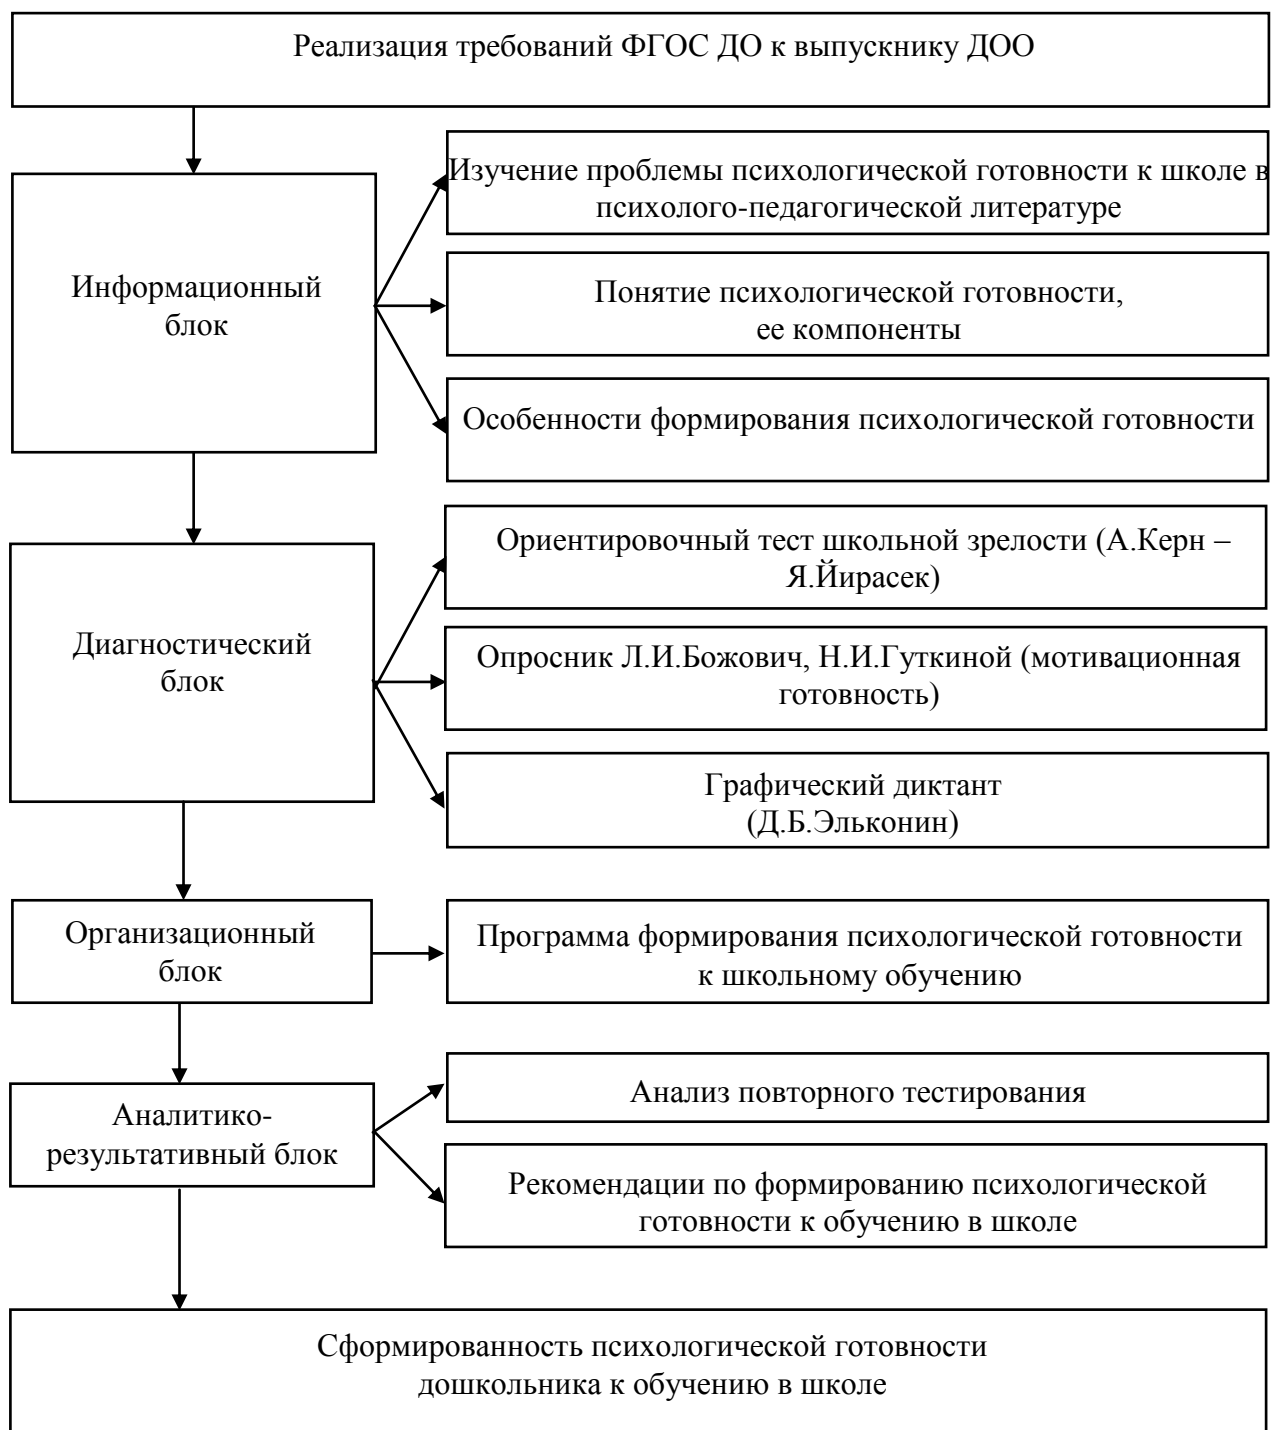 Реализация требований ФГОС ДО к выпускнику ДОО
Информационный
блок
Изучение проблемы психологической готовности к школе в
психолого-педагогической литературе
Понятие психологической готовности,
ее компоненты
Особенности формирования психологической готовности
Диагностический
блок
Ориентировочный тест школьной зрелости (А.Керн –
Я.Йирасек)
Опросник Л.И.Божович, Н.И.Гуткиной (мотивационная
готовность)
Графический диктант
(Д.Б.Эльконин)
Организационный
блок
Программа формирования психологической готовности
к школьному обучению
Аналитико-
результативный блок
Анализ повторного тестирования
Рекомендации по формированию психологической
готовности к обучению в школе
Сформированность психологической готовности
дошкольника к обучению в школе